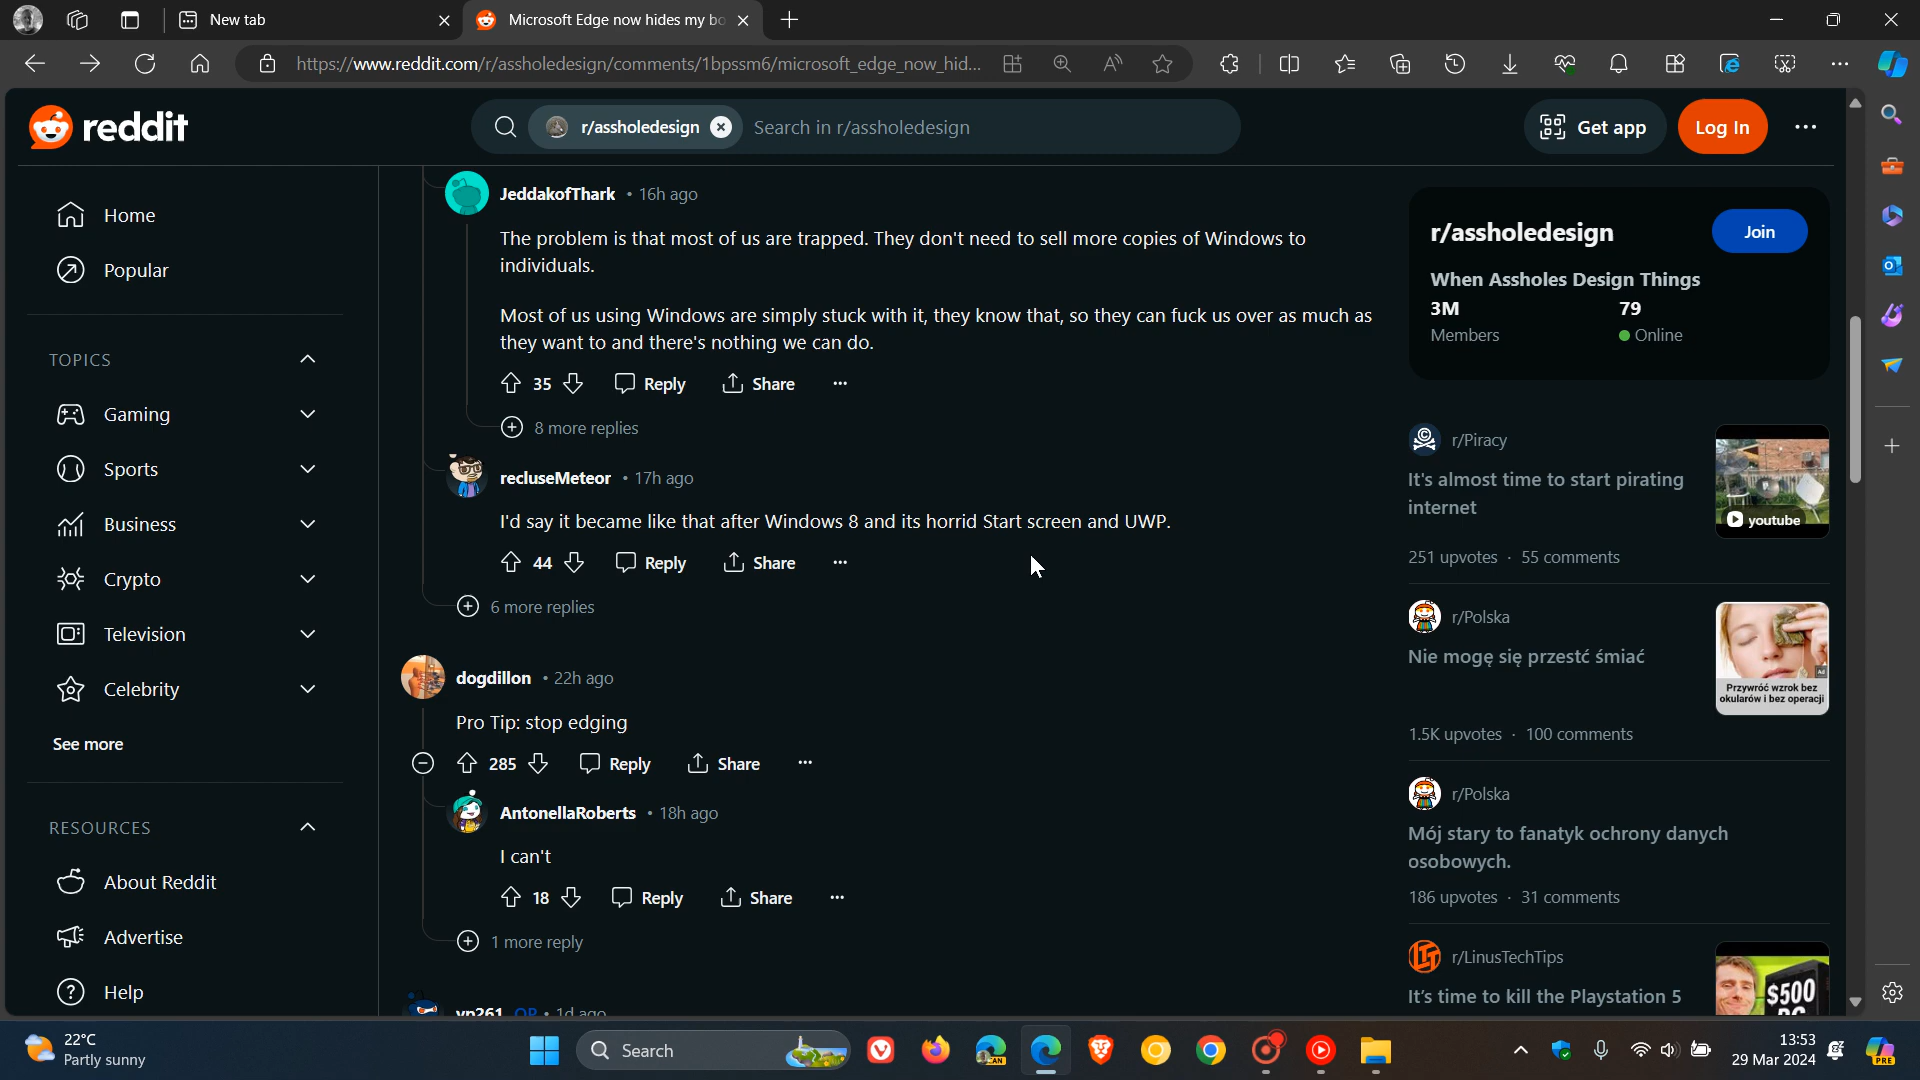 New tab
Microsoft Edge now hides my bo
https://www.reddit.com/r/assholedesign/comments/1bpssm6/microsoft_edge_now_hid...
reddit
r/assholedesign
Search in r/assholedesign
Get app
Log In
Home
Popular
TOPICS
Gaming
Sports
Business
Crypto
Television
Celebrity
See more
RESOURCES
About Reddit
Advertise
Help
JeddakofThark • 16h ago
The problem is that most of us are trapped. They don't need to sell more copies of Windows to
individuals.
Most of us using Windows are simply stuck with it, they know that, so they can fuck us over as much as
they want to and there's nothing we can do.
35 Reply Share
8 more replies
recluseMeteor • 17h ago
I'd say it became like that after Windows 8 and its horrid Start screen and UWP.
44 Reply Share
6 more replies
dogdillon • 22h ago
Pro Tip: stop edging
285 Reply Share
AntonellaRoberts • 18h ago
I can't
18 Reply Share
1 more reply
vp261 OP • 1d ago
r/assholedesign
Join
When Assholes Design Things
3M 79
Members Online
r/Piracy
It's almost time to start pirating
internet
youtube
251 upvotes · 55 comments
r/Polska
Nie mogę się przestć śmiać
Przywróć wzrok bez
okularów i bez operacji
Ad
1.5K upvotes · 100 comments
r/Polska
Mój stary to fanatyk ochrony danych
osobowych.
186 upvotes · 31 comments
r/LinusTechTips
It's time to kill the Playstation 5
$500
PC
22°C
Partly sunny
Search
CAN
13:53
29 Mar 2024
PRE